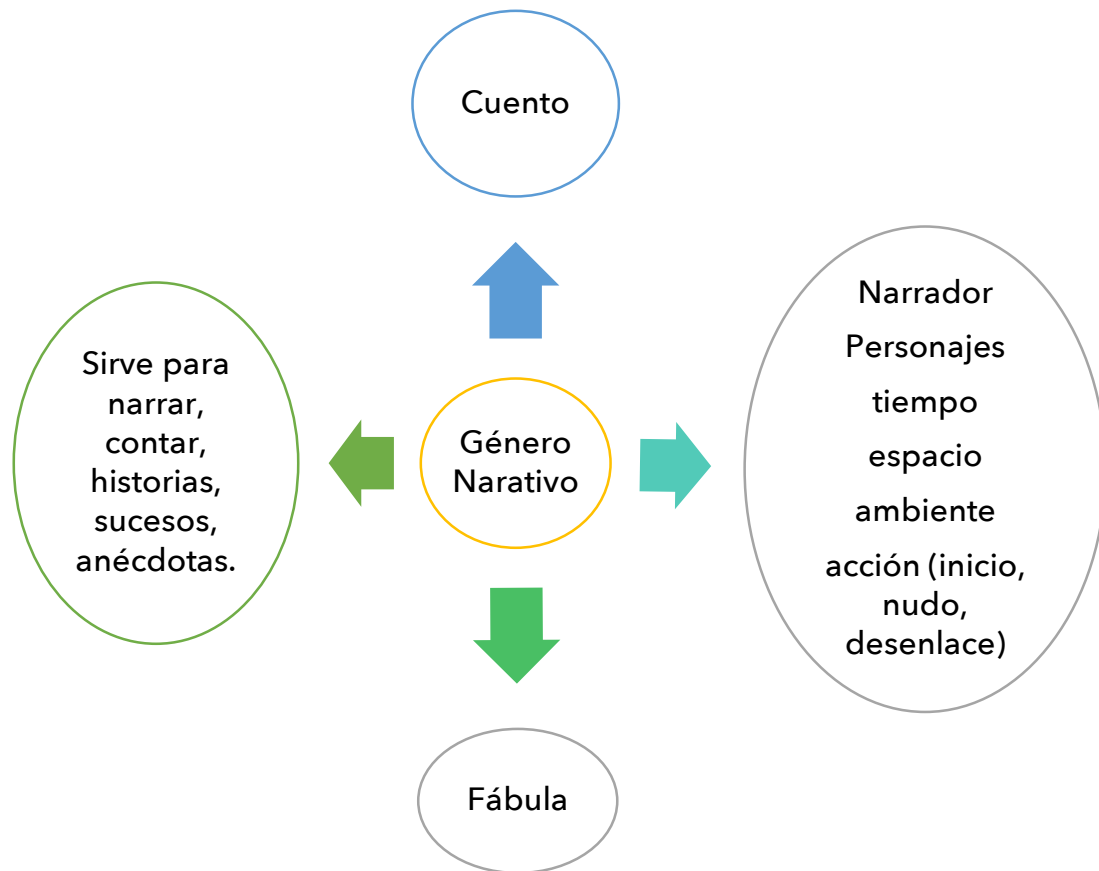 Cuento
Sirve para
narrar,
contar,
historias,
sucesos,
anécdotas.
Género
Narativo
Narrador
Personajes
tiempo
espacio
ambiente
acción (inicio,
nudo,
desenlace)
Fábula